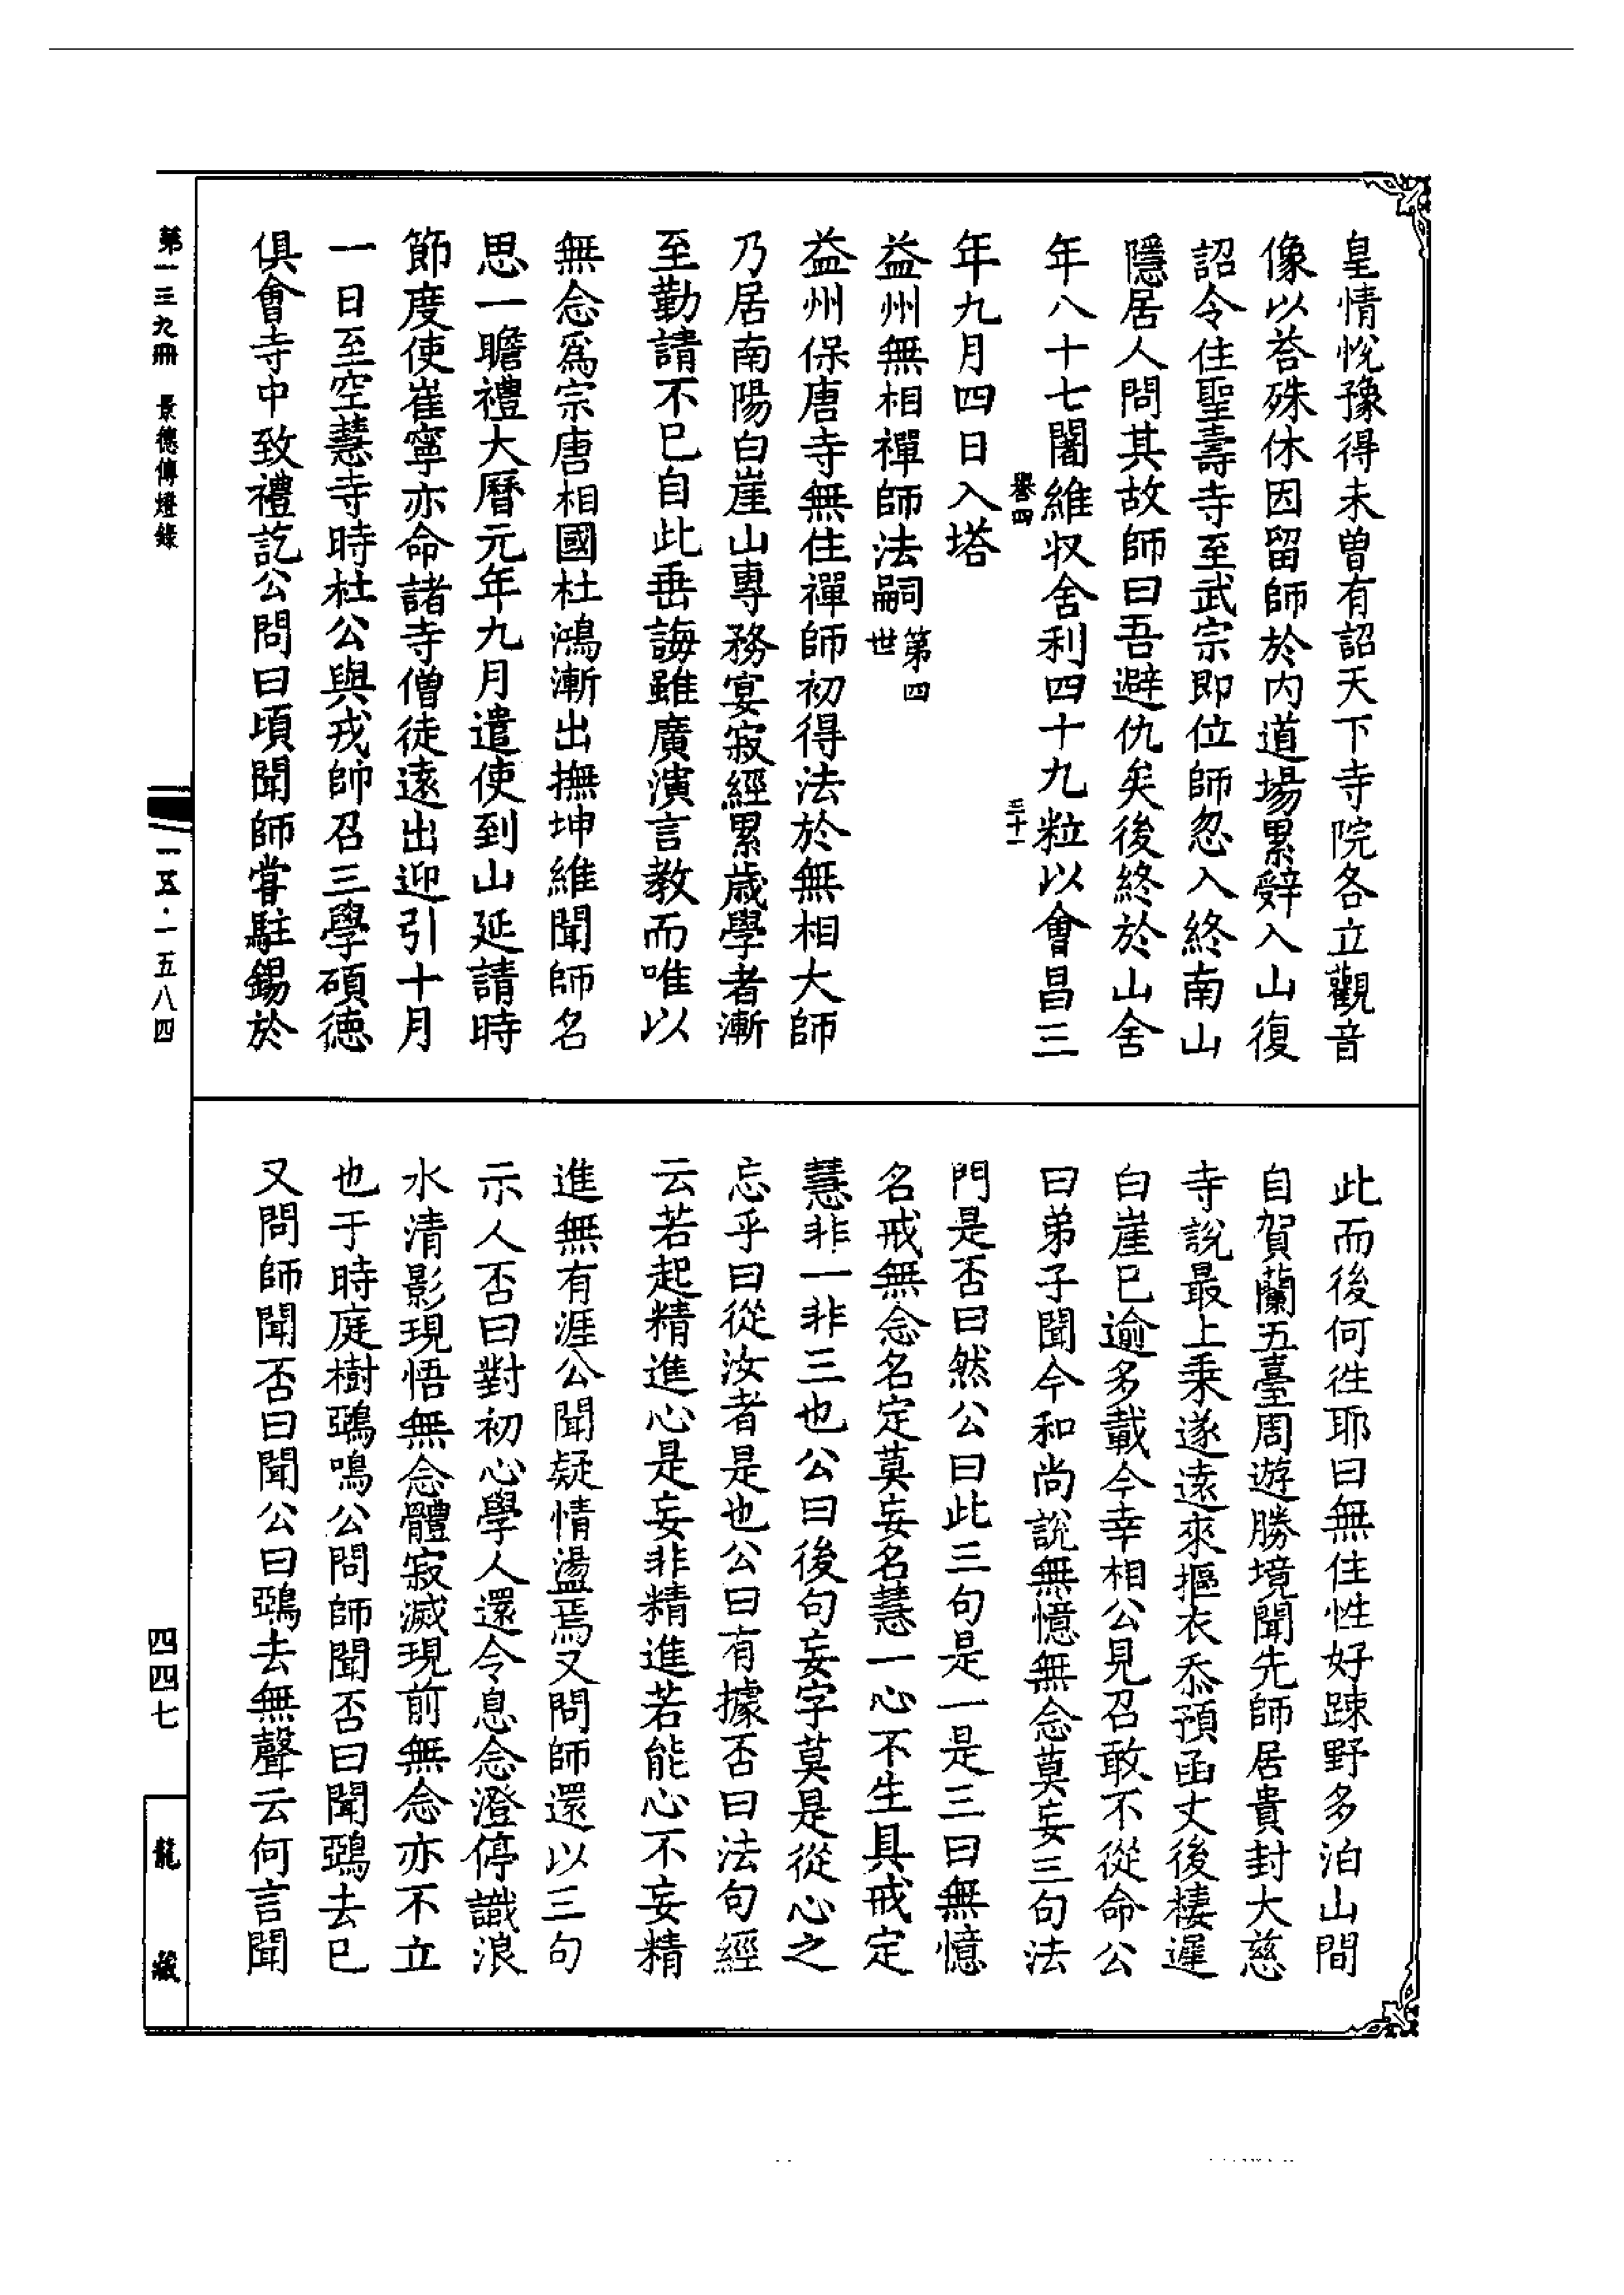 皇情悅豫得未曾有詔天下寺院各立觀音
像以荅殊休因留師於内道場累辤入山復
詔令住聖壽寺至武宗即位師忽入終南山
隱居人問其故師曰吾避仇矣後終於山舍
年八十七闍維収舍利四十九粒以會昌三
譽四
三十一
年九月四日入塔
益州無相禪師法嗣第四世
益州保唐寺無住禪師初得法於無相大師
乃居南陽白崖山專務宴寂經累歲學者漸
至勤請不已自此垂誨雖廣演言教而唯以
無念爲宗唐相國杜鴻漸出撫坤維聞師名
思一瞻禮大曆元年九月遣使到山延請時
節度使崔寧亦命諸寺僧徒遠出迎引十月
一日至空慧寺時杜公與戎帥召三學碩德
俱會寺中致禮訖公問曰頃聞師甞駐錫於
此而後何徃耶曰無住性好踈野多泊山間
自賀蘭五臺周遊勝境聞先師居貴封大慈
寺說最上乗遂遠來摳衣忝預函丈後棲遲
白崖已逾多載今幸相公見召敢不從命公
曰弟子聞今和尚說無憶無念莫妄三句法
門是否曰然公曰此三句是一是三曰無憶
名戒無念名定莫妄名慧一心不生具戒定
慧非一非三也公曰後句妄字莫是從心之
忘乎曰從汝者是也公曰有據否曰法句經
云若起精進心是妄非精進若能心不妄精
進無有涯公聞疑情盪焉又問師還以三句
示人否曰對初心學人還令息念澄停識浪
水清影現悟無念體寂滅現前無念亦不立
也于時庭樹鵶鳴公問師聞否曰聞鵶去已
又問師聞否曰聞公曰鵶去無聲云何言聞
第一三九冊 景德傳燈錄
一五·一五八四
四四七
龍藏